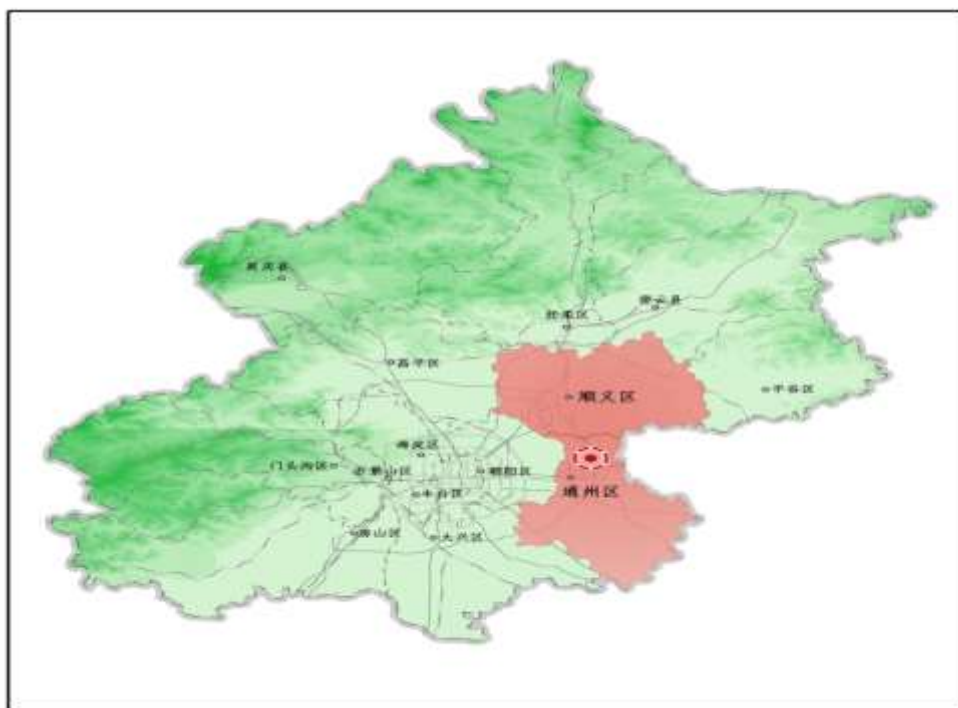 延庆县
密云县
怀柔区
昌平区
平谷区
顺义区
海淀区
门头沟区
石景山区
朝阳区
丰台区
通州区
房山区
大兴区